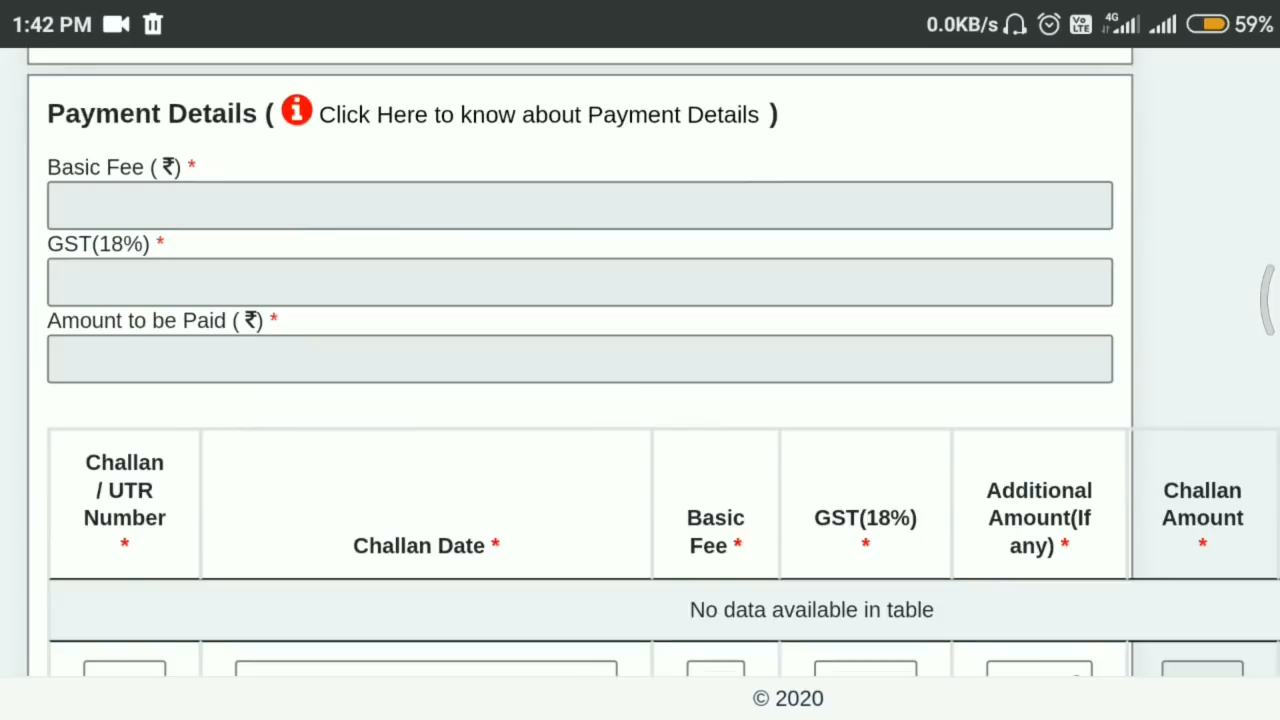 1:42 PM 0.0KB/s Vo LTE 4G 59%
Payment Details ( i Click Here to know about Payment Details )
Basic Fee ( ₹) *
GST(18%) *
Amount to be Paid ( ₹) *
Challan / UTR Number *
Challan Date *
Basic Fee *
GST(18%) *
Additional Amount(If any) *
Challan Amount *
No data available in table
© 2020